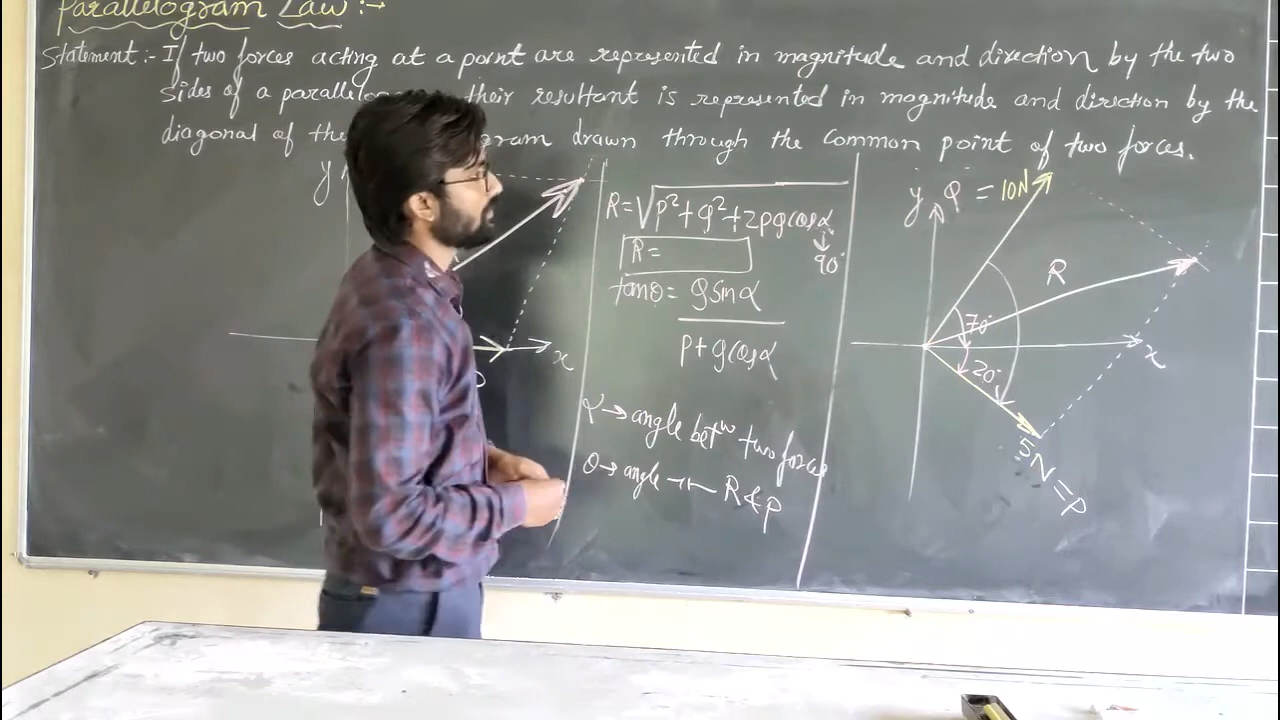 Parallelogram Law :-
Statement :- If two forces acting at a point are represented in magnitude and direction by the two
sides of a their resultant is represented in magnitude and direction by the
diagonal of the gram drawn through the common point of two forces.
y
x
R=√P²+Q²+2PQcosα
90°
R=
tanθ = Qsinα
P+Qcosα
α→angle betⁿ two forces
θ→angle –ıı– R & P
y
Q = 10N
R
70°
20°
x
5N=P